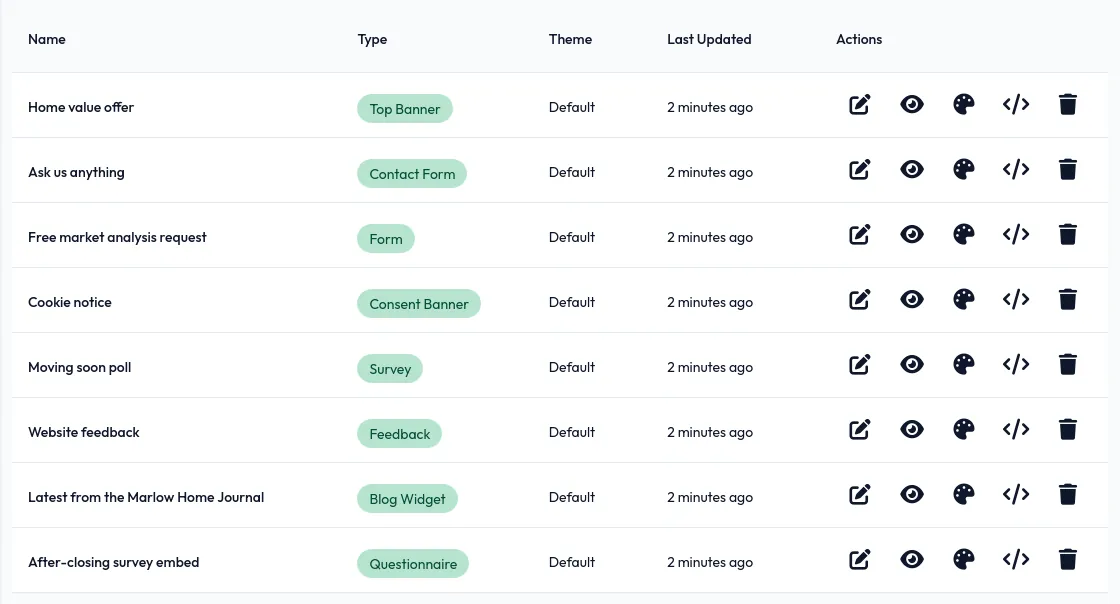 Name Type Theme Last Updated Actions
Home value offer Top Banner Default 2 minutes ago
Ask us anything Contact Form Default 2 minutes ago
Free market analysis request Form Default 2 minutes ago
Cookie notice Consent Banner Default 2 minutes ago
Moving soon poll Survey Default 2 minutes ago
Website feedback Feedback Default 2 minutes ago
Latest from the Marlow Home Journal Blog Widget Default 2 minutes ago
After-closing survey embed Questionnaire Default 2 minutes ago